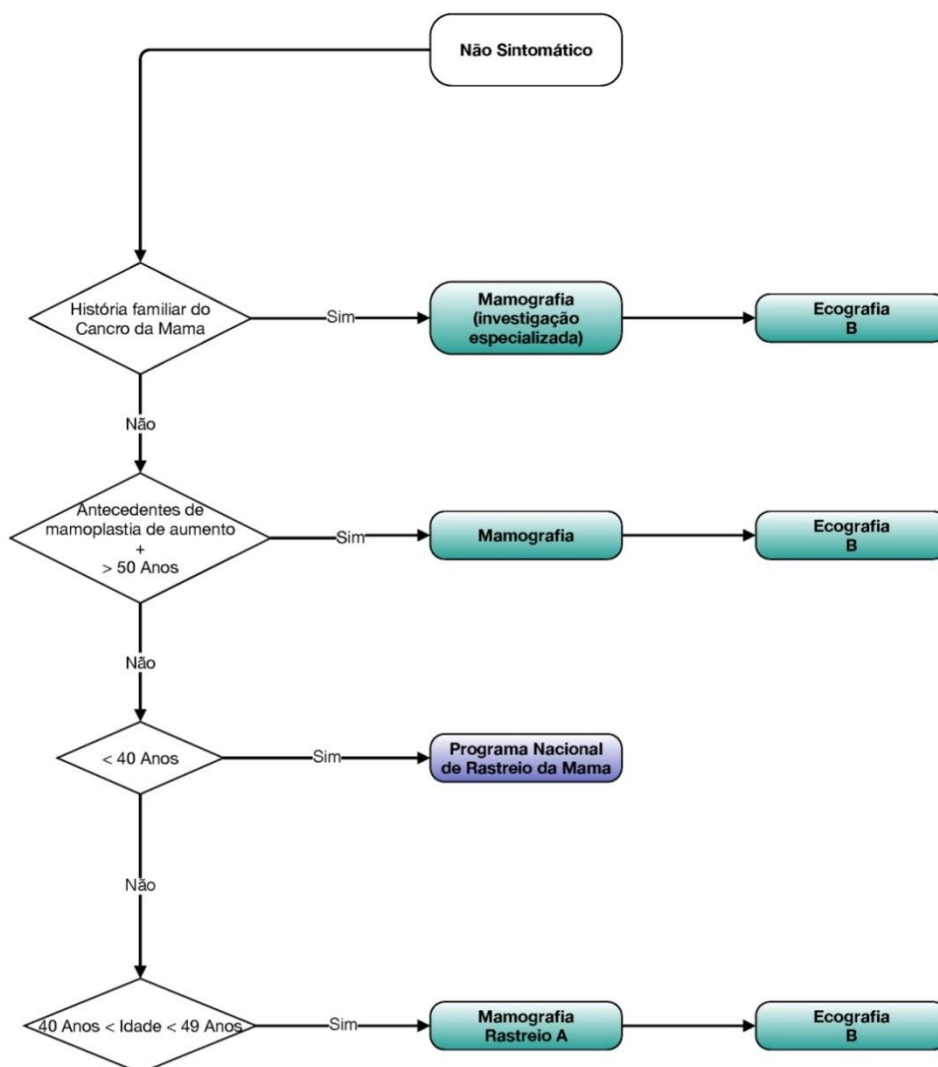 Não Sintomático
História familiar do
Cancro da Mama
Sim
Mamografia
(investigação
especializada)
Ecografia
B
Não
Antecedentes de
mamoplastia de aumento
+
> 50 Anos
Sim
Mamografia
Ecografia
B
Não
< 40 Anos
Sim
Programa Nacional
de Rastreio da Mama
Não
40 Anos < Idade < 49 Anos
Sim
Mamografia
Rastreio A
Ecografia
B